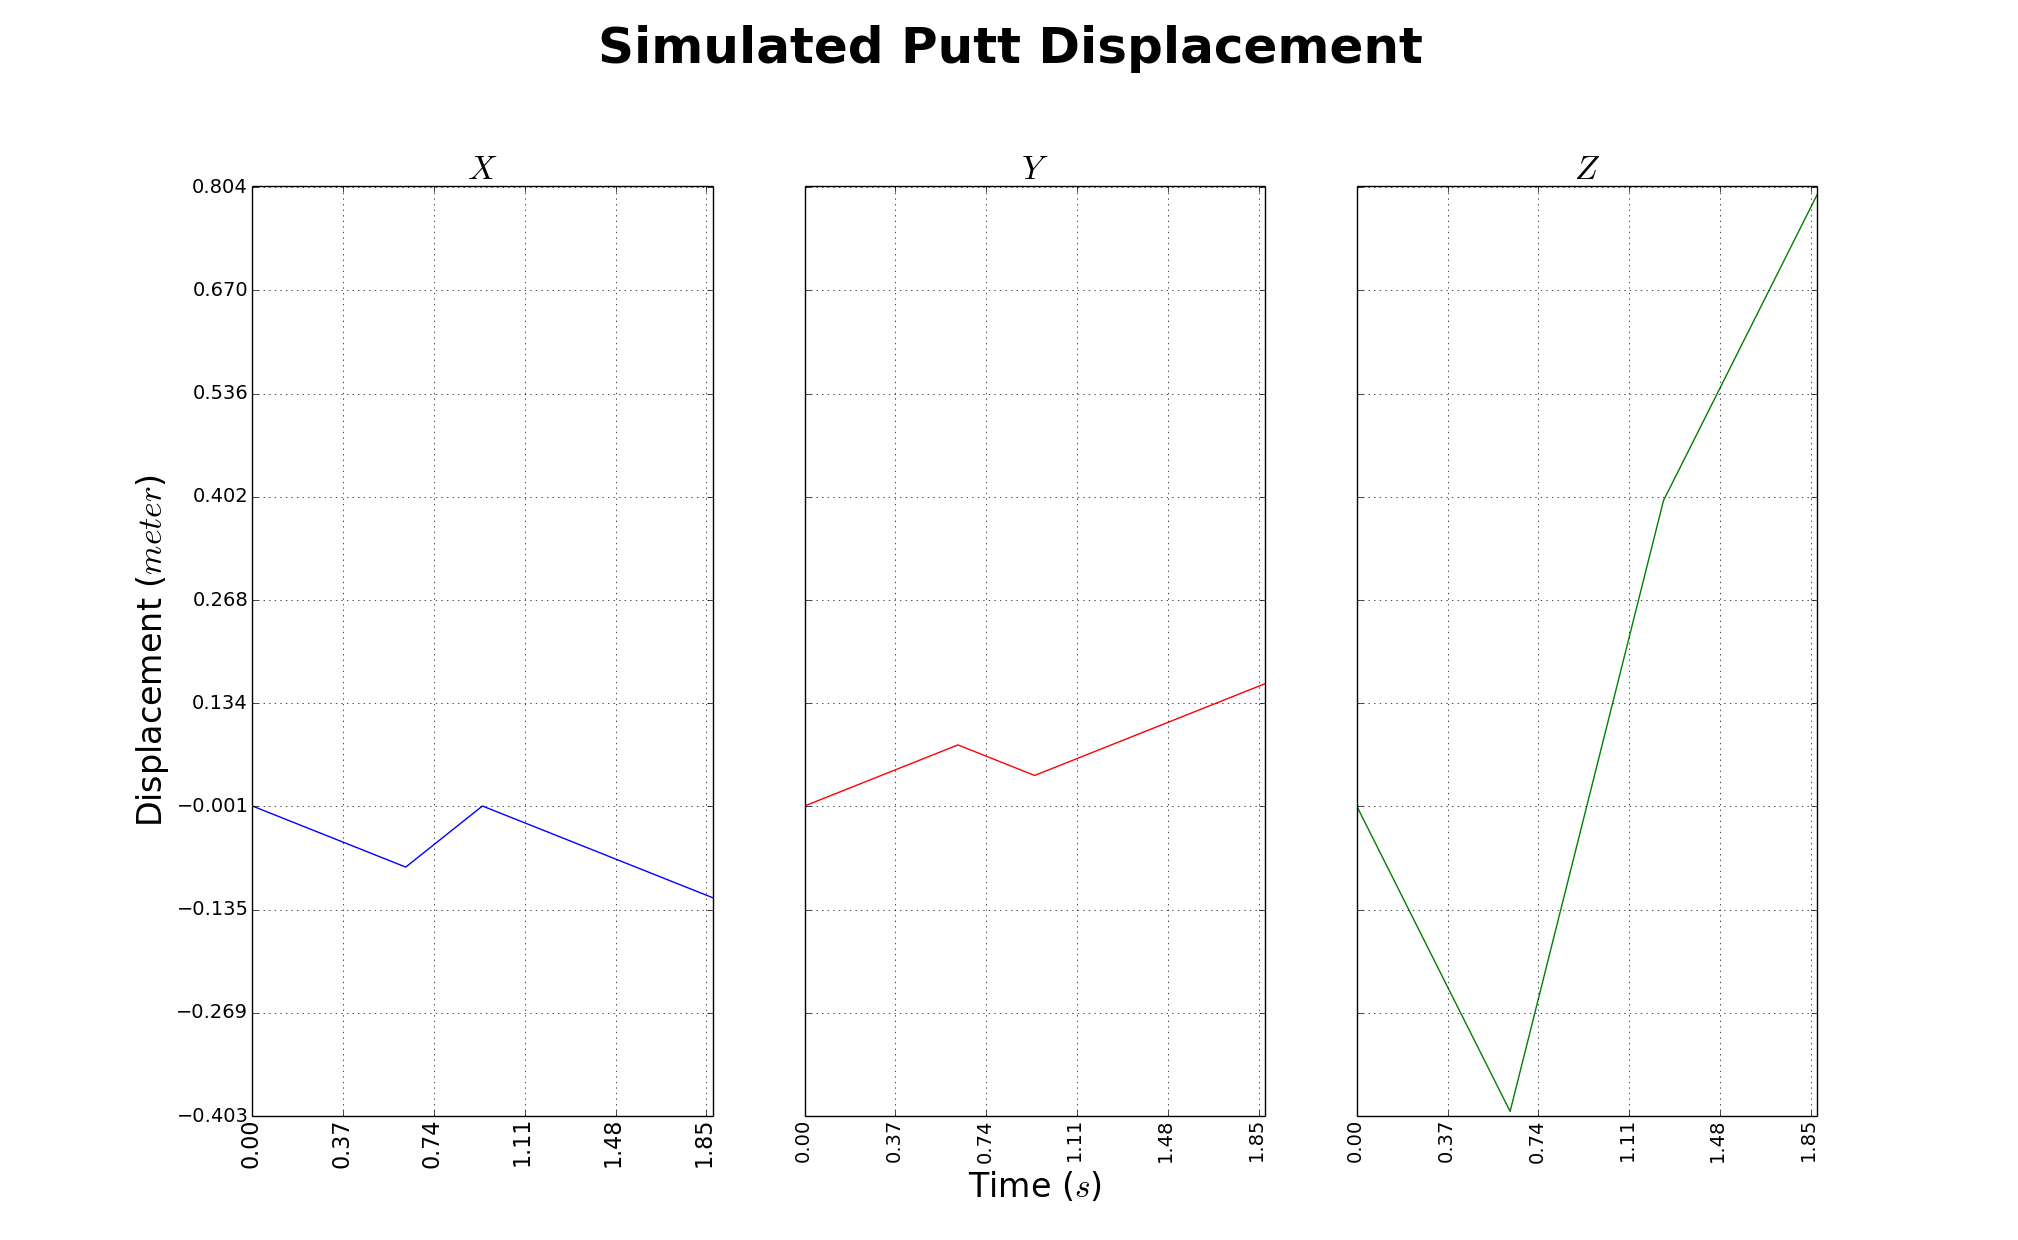 Simulated Putt Displacement
X Y Z
0.804
0.670
0.536
0.402
0.268
0.134
−0.001
−0.135
−0.269
−0.403
Displacement (meter)
0.00 0.37 0.74 1.11 1.48 1.85
0.00 0.37 0.74 1.11 1.48 1.85
0.00 0.37 0.74 1.11 1.48 1.85
Time (s)